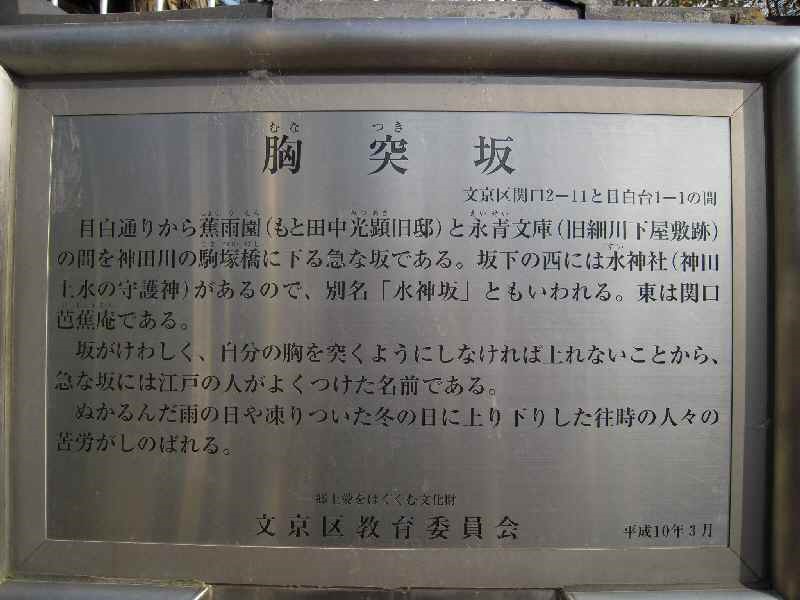 むな つき
胸突坂
文京区関口2-11と目白台1-1の間
目白通りから蕉雨園(もと田中光顕旧邸)と永青文庫(旧細川下屋敷跡)
の間を神田川の駒塚橋に下る急な坂である。坂下の西には水神社(神田
上水の守護神)があるので、別名「水神坂」ともいわれる。東は関口
芭蕉庵である。
坂がけわしく、自分の胸を突くようにしなければ上れないことから、
急な坂には江戸の人がよくつけた名前である。
ぬかるんだ雨の日や凍りついた冬の日に上り下りした往時の人々の
苦労がしのばれる。
郷土愛をはぐくむ文化財
文京区教育委員会
平成10年3月